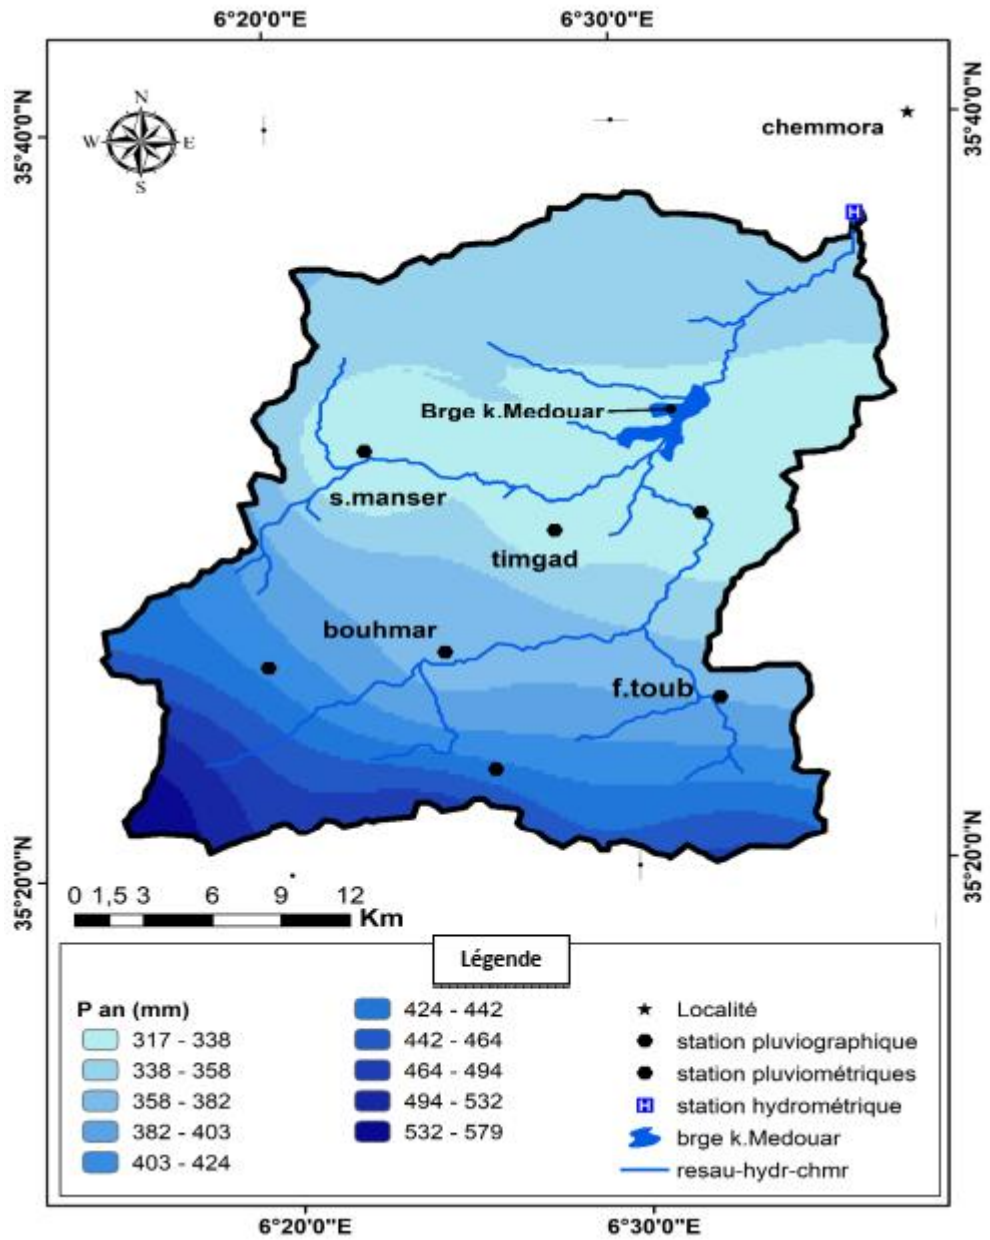 6°20'0"E 6°30'0"E
35°40'0"N 35°40'0"N
N
W E
S
chemmora
H
Brge k.Medouar
s.manser
timgad
bouhmar
f.toub
35°20'0"N 35°20'0"N
0 1,5 3 6 9 12
Km
Légende
P an (mm)
317 - 338
338 - 358
358 - 382
382 - 403
403 - 424
424 - 442
442 - 464
464 - 494
494 - 532
532 - 579
Localité
station pluviographique
station pluviométriques
H station hydrométrique
brge k.Medouar
resau-hydr-chmr
6°20'0"E 6°30'0"E